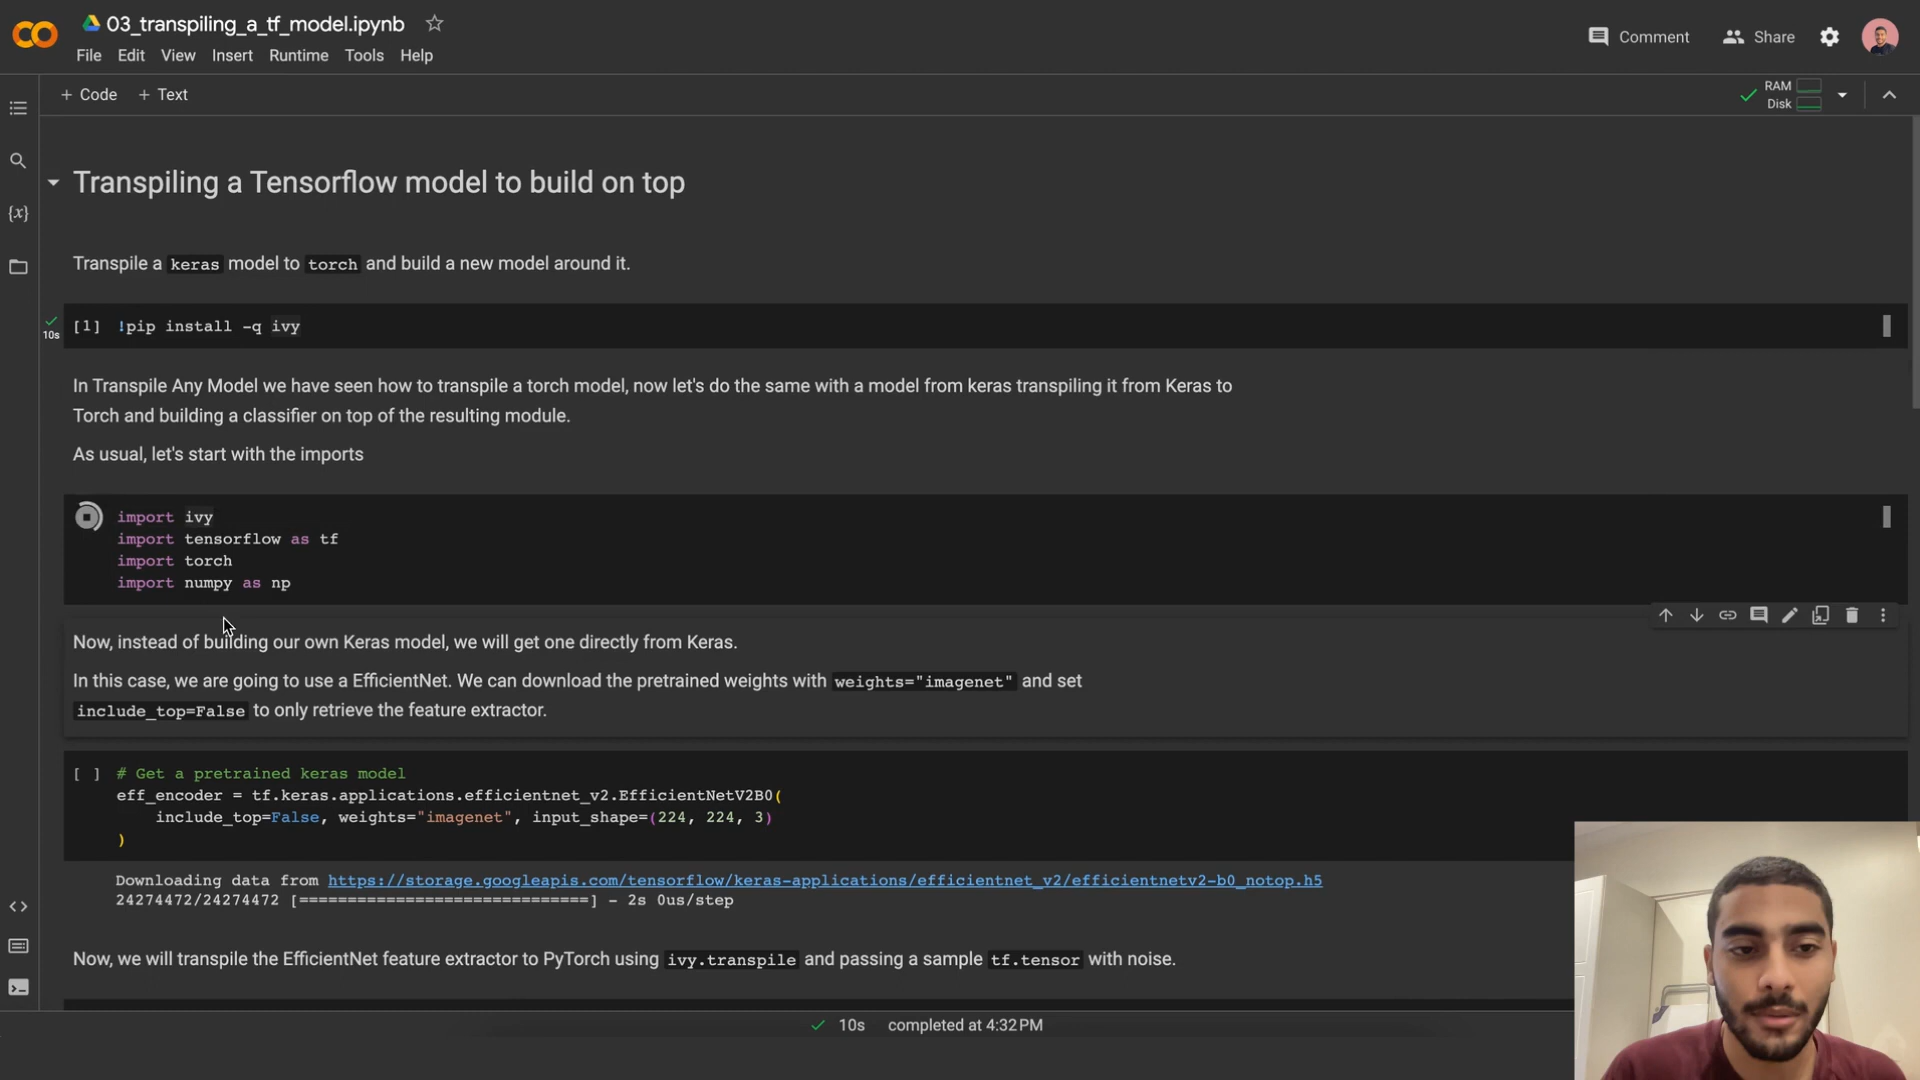 03_transpiling_a_tf_model.ipynb
File Edit View Insert Runtime Tools Help
Comment Share
+ Code + Text
RAM
Disk
Transpiling a Tensorflow model to build on top
Transpile a keras model to torch and build a new model around it.
10s
[1] !pip install -q ivy
In Transpile Any Model we have seen how to transpile a torch model, now let's do the same with a model from keras transpiling it from Keras to
Torch and building a classifier on top of the resulting module.
As usual, let's start with the imports
import ivy
import tensorflow as tf
import torch
import numpy as np
Now, instead of building our own Keras model, we will get one directly from Keras.
In this case, we are going to use a EfficientNet. We can download the pretrained weights with weights="imagenet" and set
include_top=False to only retrieve the feature extractor.
[ ] # Get a pretrained keras model
eff_encoder = tf.keras.applications.efficientnet_v2.EfficientNetV2B0(
include_top=False, weights="imagenet", input_shape=(224, 224, 3)
)
Downloading data from https://storage.googleapis.com/tensorflow/keras-applications/efficientnet_v2/efficientnetv2-b0_notop.h5
24274472/24274472 [==============================] - 2s 0us/step
Now, we will transpile the EfficientNet feature extractor to PyTorch using ivy.transpile and passing a sample tf.tensor with noise.
10s completed at 4:32 PM